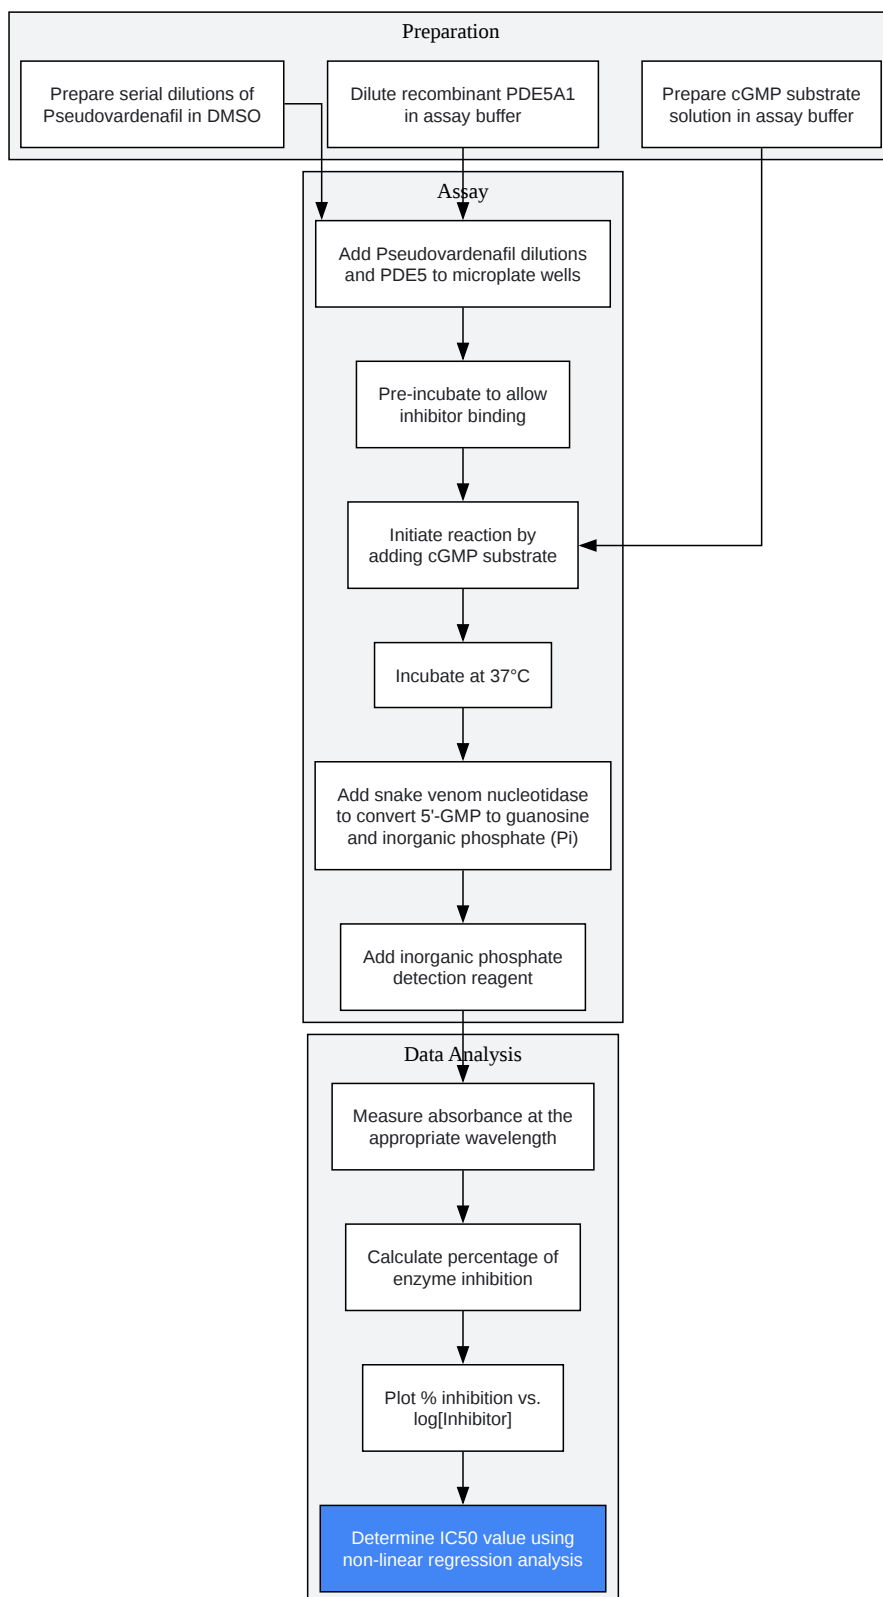 Preparation
Prepare serial dilutions of
Pseudovardenafil in DMSO
Dilute recombinant PDE5A1
in assay buffer
Prepare cGMP substrate
solution in assay buffer
Assay
Add Pseudovardenafil dilutions
and PDE5 to microplate wells
Pre-incubate to allow
inhibitor binding
Initiate reaction by
adding cGMP substrate
Incubate at 37°C
Add snake venom nucleotidase
to convert 5'-GMP to guanosine
and inorganic phosphate (Pi)
Add inorganic phosphate
detection reagent
Data Analysis
Measure absorbance at the
appropriate wavelength
Calculate percentage of
enzyme inhibition
Plot % inhibition vs.
log[Inhibitor]
Determine IC50 value using
non-linear regression analysis